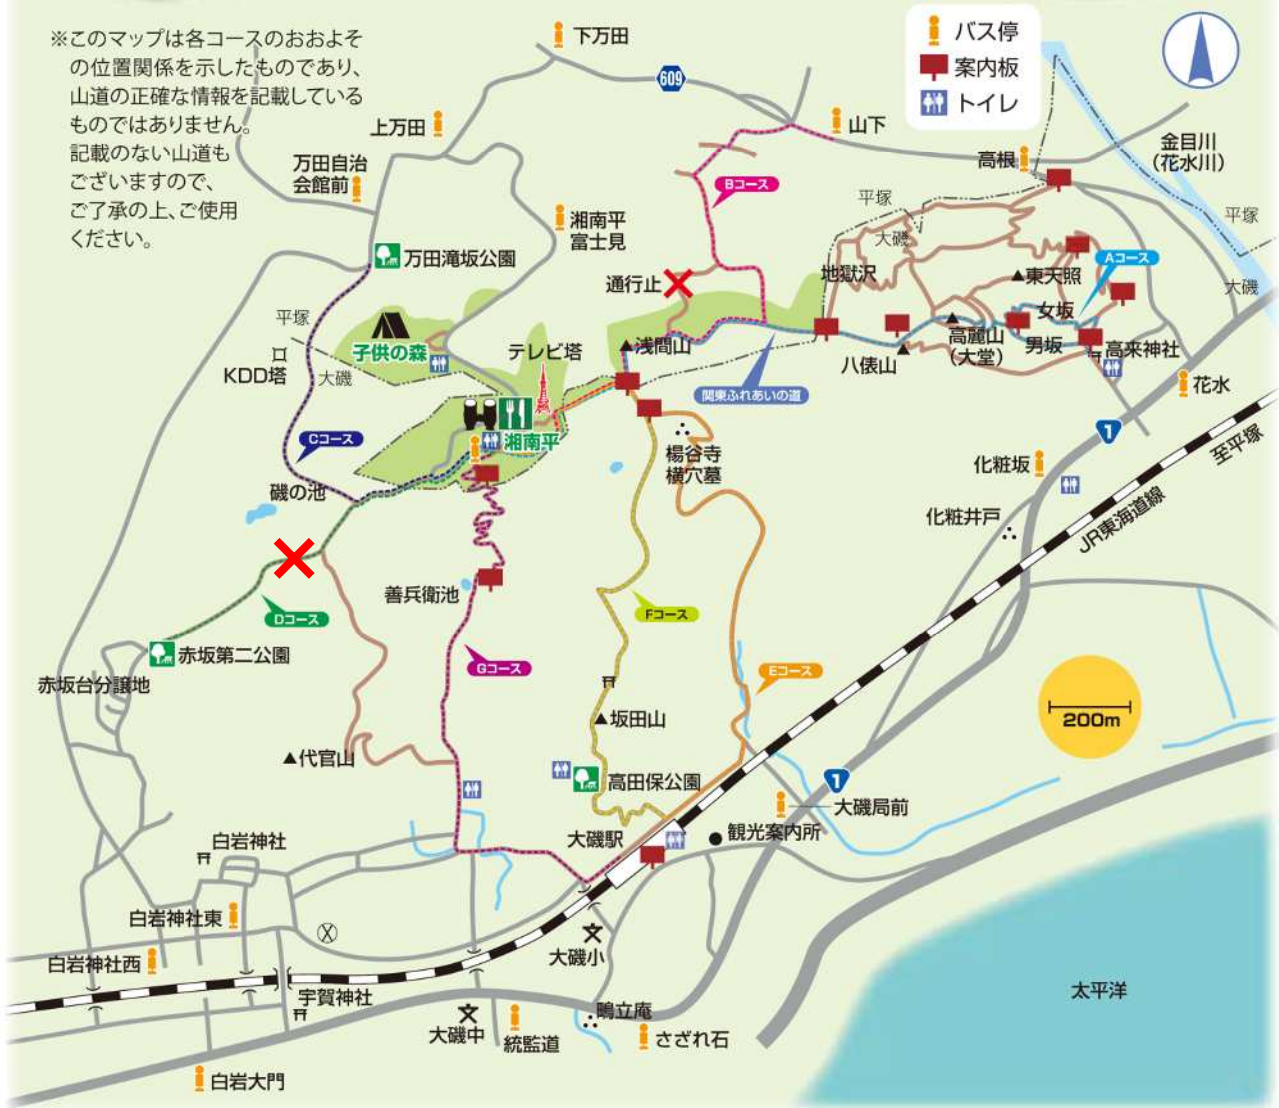 ※このマップは各コースのおおよそ
の位置関係を示したものであり、
山道の正確な情報を記載している
ものではありません。
記載のない山道も
ございますので、
ご了承の上、ご使用
ください。
下万田
609
バス停
案内板
トイレ
上万田
山下
高根
金目川
(花水川)
万田自治
会館前
Bコース
平塚
大磯
平塚
大磯
湘南平
富士見
万田滝坂公園
通行止
地獄沢
東天照
Aコース
女坂
男坂
高麗山
(大堂)
高来神社
八俵山
花水
平塚
大磯
KDD塔
子供の森
テレビ塔
浅間山
関東ふれあいの道
湘南平
Cコース
磯の池
楊谷寺
横穴墓
1
化粧坂
至平塚
化粧井戸
JR東海道線
善兵衛池
Dコース
Fコース
赤坂第二公園
赤坂台分譲地
Gコース
Eコース
200m
坂田山
代官山
高田保公園
1
大磯局前
大磯駅
観光案内所
白岩神社
白岩神社東
白岩神社西
大磯小
宇賀神社
太平洋
大磯中
統監道
鴫立庵
さざれ石
白岩大門